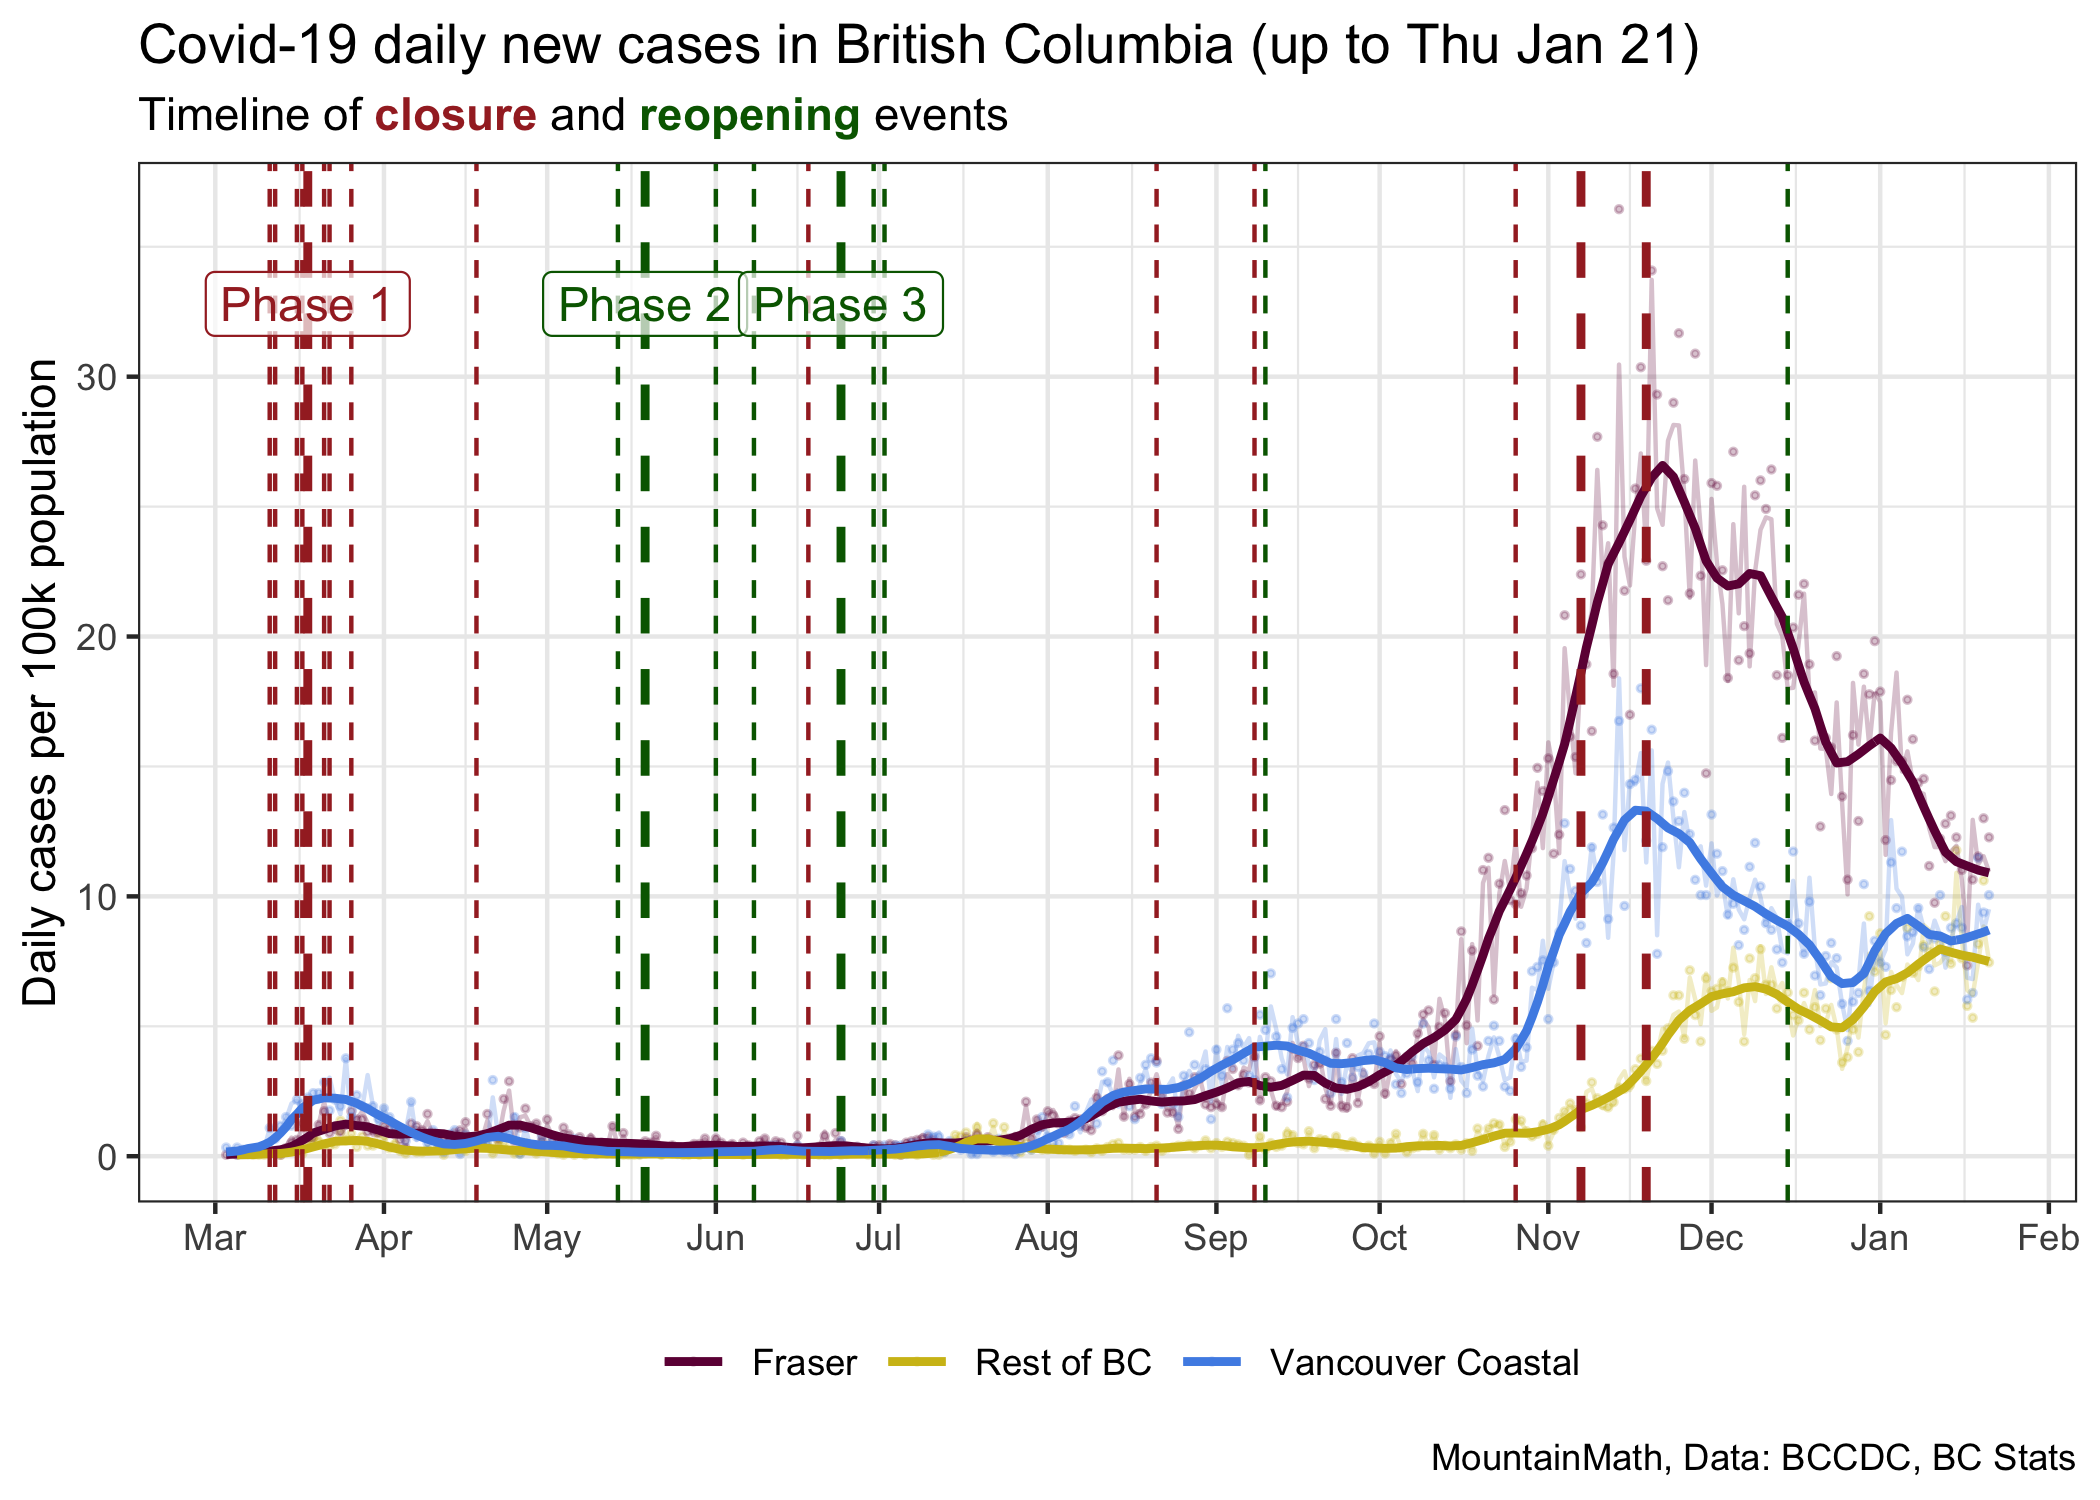 Covid-19 daily new cases in British Columbia (up to Thu Jan 21)
Timeline of closure and reopening events
Daily cases per 100k population
Phase 1
Phase 2
Phase 3
30
20
10
0
Mar Apr May Jun Jul Aug Sep Oct Nov Dec Jan Feb
Fraser Rest of BC Vancouver Coastal
MountainMath, Data: BCCDC, BC Stats